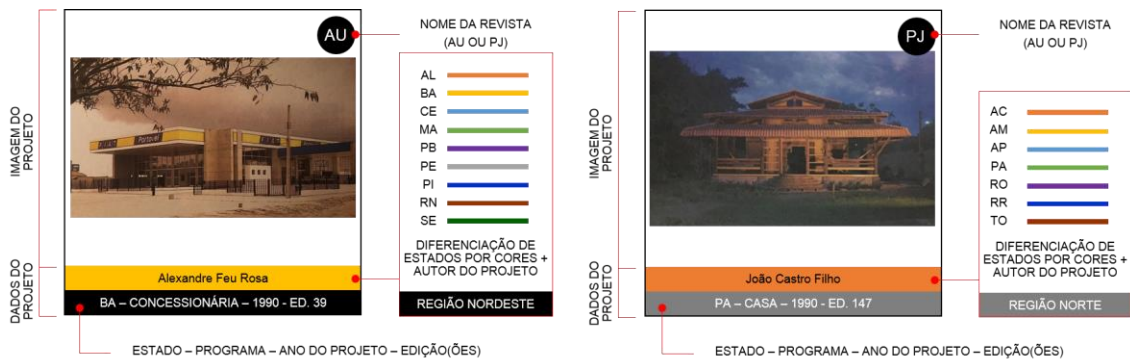 AU
NOME DA REVISTA
(AU OU PJ)
IMAGEM DO
PROJETO
AL
BA
CE
MA
PB
PE
PI
RN
SE
DIFERENCIAÇÃO DE
ESTADOS POR CORES +
AUTOR DO PROJETO
REGIÃO NORDESTE
DADOS DO
PROJETO
Alexandre Feu Rosa
BA – CONCESSIONÁRIA – 1990 - ED. 39
ESTADO – PROGRAMA – ANO DO PROJETO – EDIÇÃO(ÕES)
PJ
NOME DA REVISTA
(AU OU PJ)
IMAGEM DO
PROJETO
AC
AM
AP
PA
RO
RR
TO
DIFERENCIAÇÃO DE
ESTADOS POR CORES +
AUTOR DO PROJETO
REGIÃO NORTE
DADOS DO
PROJETO
João Castro Filho
PA – CASA – 1990 - ED. 147
ESTADO – PROGRAMA – ANO DO PROJETO – EDIÇÃO(ÕES)